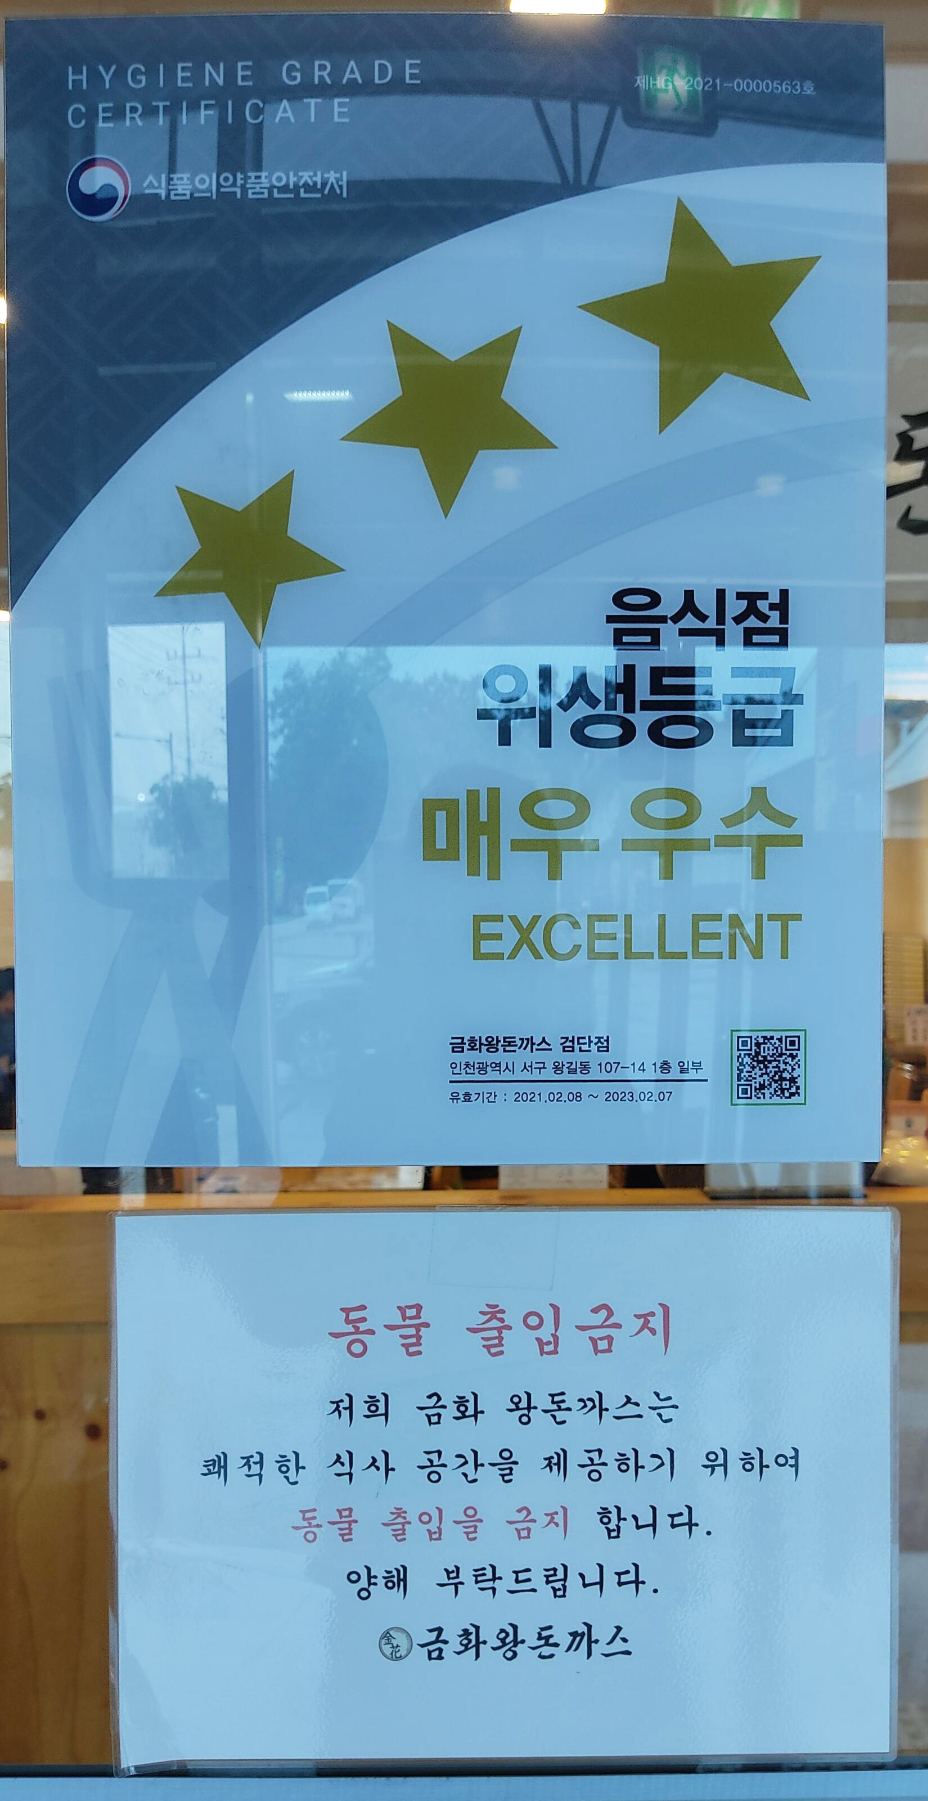 HYGIENE GRADE
CERTIFICATE
제HG-2021-0000563호
식품의약품안전처
음식점
위생등급
매우 우수
EXCELLENT
금화왕돈까스 검단점
인천광역시 서구 왕길동 107-14 1층 일부
유효기간 : 2021.02.08 ~ 2023.02.07
동물 출입금지
저희 금화 왕돈까스는
쾌적한 식사 공간을 제공하기 위하여
동물 출입을 금지 합니다.
양해 부탁드립니다.
金花 금화왕돈까스